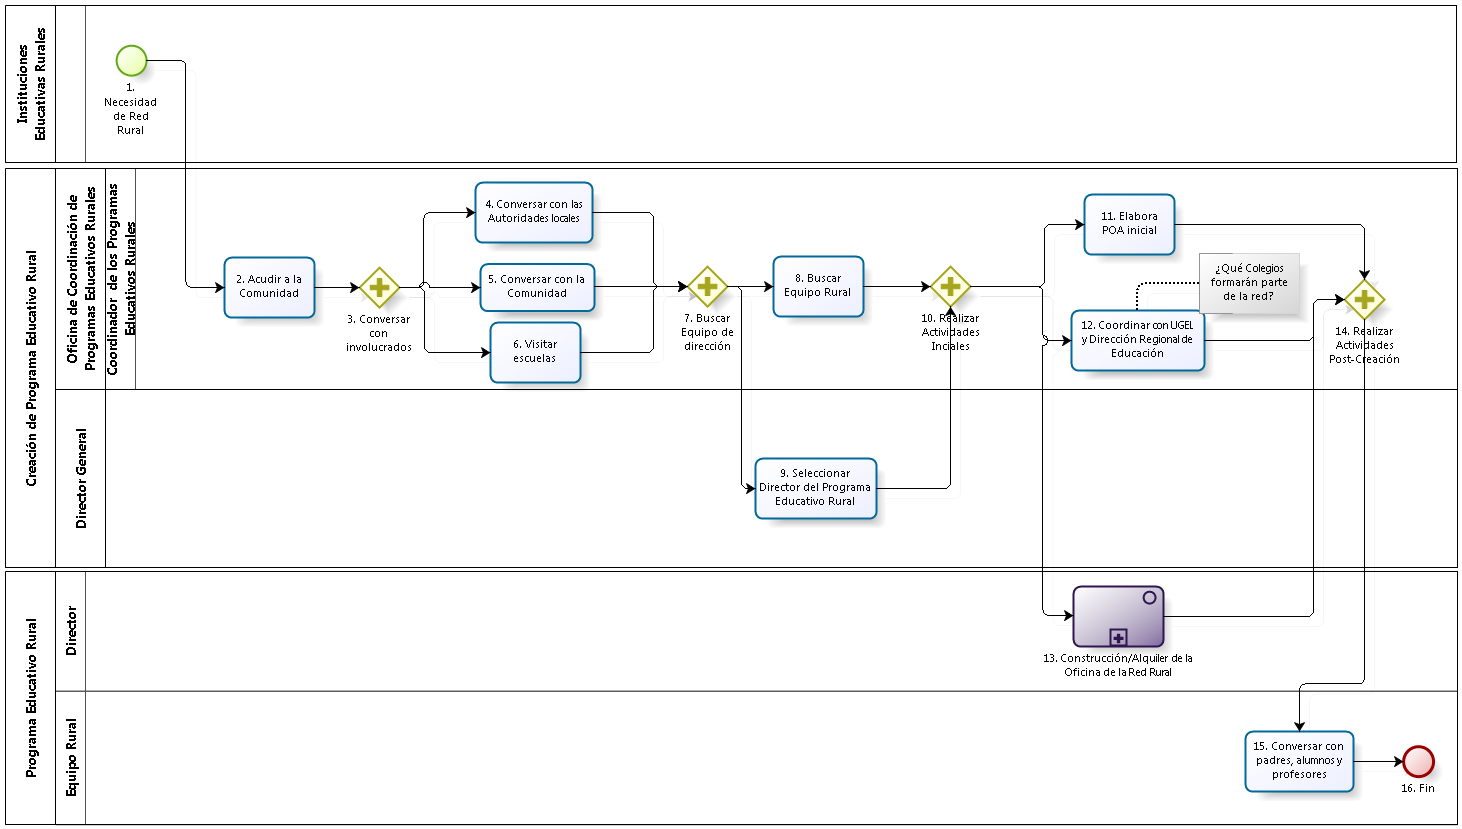 Instituciones
Educativas Rurales
1.
Necesidad
de Red
Rural
Creación de Programa Educativo Rural
Oficina de Coordinación de
Programas Educativos Rurales
Coordinador de los Programas
Educativos Rurales
2. Acudir a la
Comunidad
3. Conversar
con
involucrados
4. Conversar con las
Autoridades locales
5. Conversar con la
Comunidad
6. Visitar
escuelas
7. Buscar
Equipo de
dirección
8. Buscar
Equipo Rural
10. Realizar
Actividades
Inciales
11. Elabora
POA inicial
¿Qué Colegios
formarán parte
de la red?
12. Coordinar con UGEL
y Dirección Regional de
Educación
14. Realizar
Actividades
Post-Creación
Director General
9. Seleccionar
Director del Programa
Educativo Rural
Programa Educativo Rural
Director
13. Construcción/Alquiler de la
Oficina de la Red Rural
Equipo Rural
15. Conversar con
padres, alumnos y
profesores
16. Fin